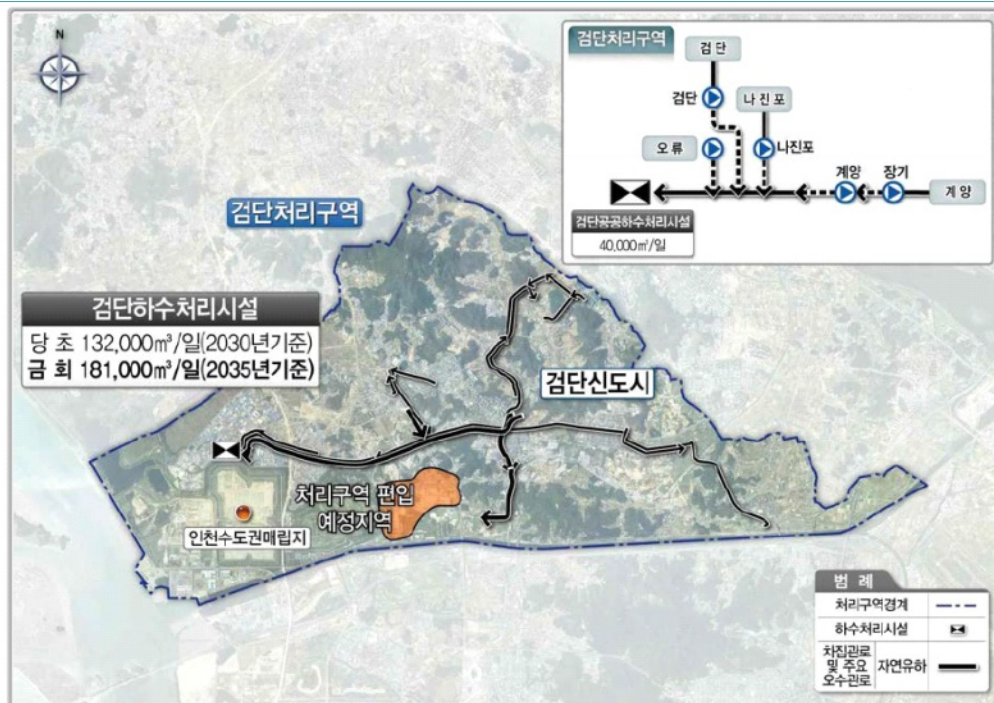 N
검단처리구역
검단
검단
나진포
오류
나진포
계양
장기
계양
검단공공하수처리시설
40,000㎥/일
검단처리구역
검단하수처리시설
당초 132,000㎥/일(2030년기준)
금회 181,000㎥/일(2035년기준)
검단신도시
처리구역 편입
예정지역
인천수도권매립지
범 례
처리구역경계
하수처리시설
차집관로
및 주요
오수관로
자연유하